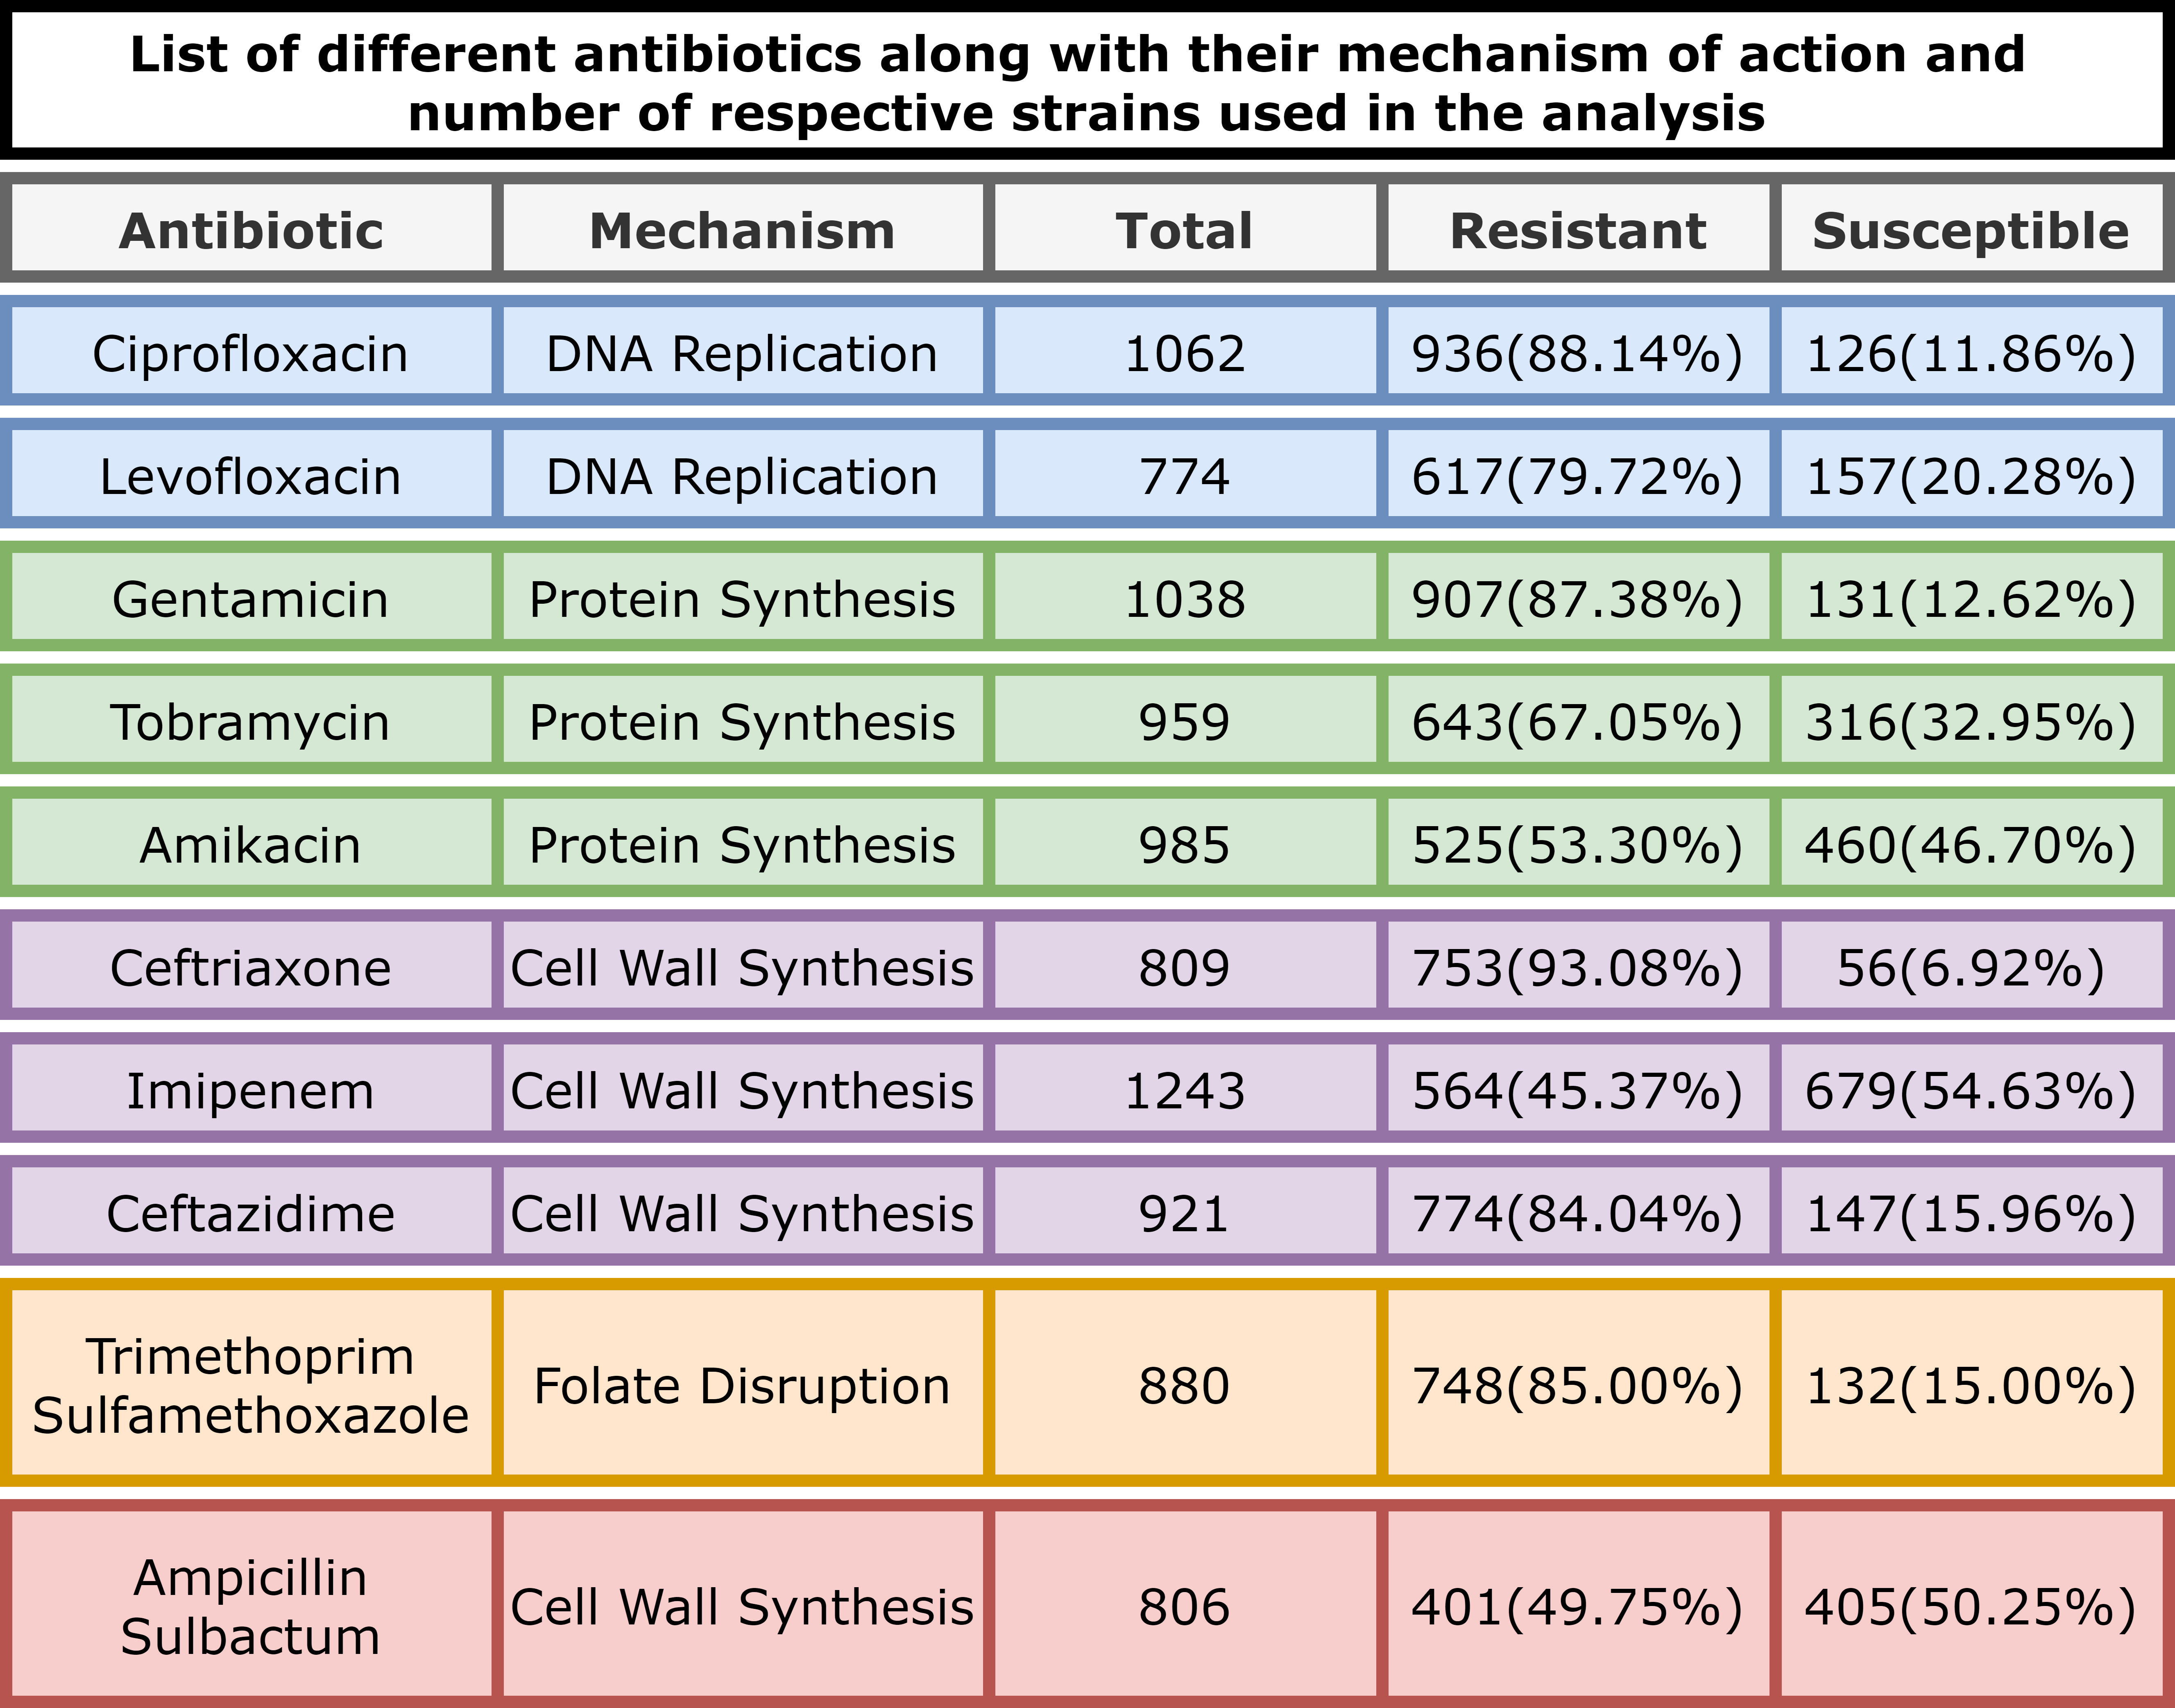 List of different antibiotics along with their mechanism of action and
number of respective strains used in the analysis
Antibiotic Mechanism Total Resistant Susceptible
Ciprofloxacin DNA Replication 1062 936(88.14%) 126(11.86%)
Levofloxacin DNA Replication 774 617(79.72%) 157(20.28%)
Gentamicin Protein Synthesis 1038 907(87.38%) 131(12.62%)
Tobramycin Protein Synthesis 959 643(67.05%) 316(32.95%)
Amikacin Protein Synthesis 985 525(53.30%) 460(46.70%)
Ceftriaxone Cell Wall Synthesis 809 753(93.08%) 56(6.92%)
Imipenem Cell Wall Synthesis 1243 564(45.37%) 679(54.63%)
Ceftazidime Cell Wall Synthesis 921 774(84.04%) 147(15.96%)
Trimethoprim
Sulfamethoxazole Folate Disruption 880 748(85.00%) 132(15.00%)
Ampicillin
Sulbactum Cell Wall Synthesis 806 401(49.75%) 405(50.25%)